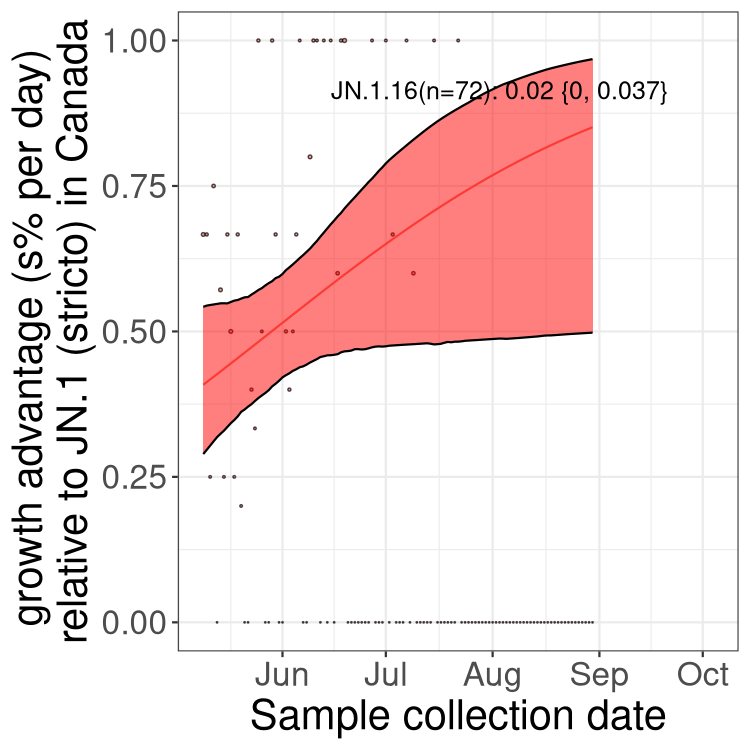 growth advantage (s% per day)
relative to JN.1 (stricto) in Canada
1.00
0.75
0.50
0.25
0.00
JN.1.16(n=72): 0.02 {0, 0.037}
Jun Jul Aug Sep Oct
Sample collection date